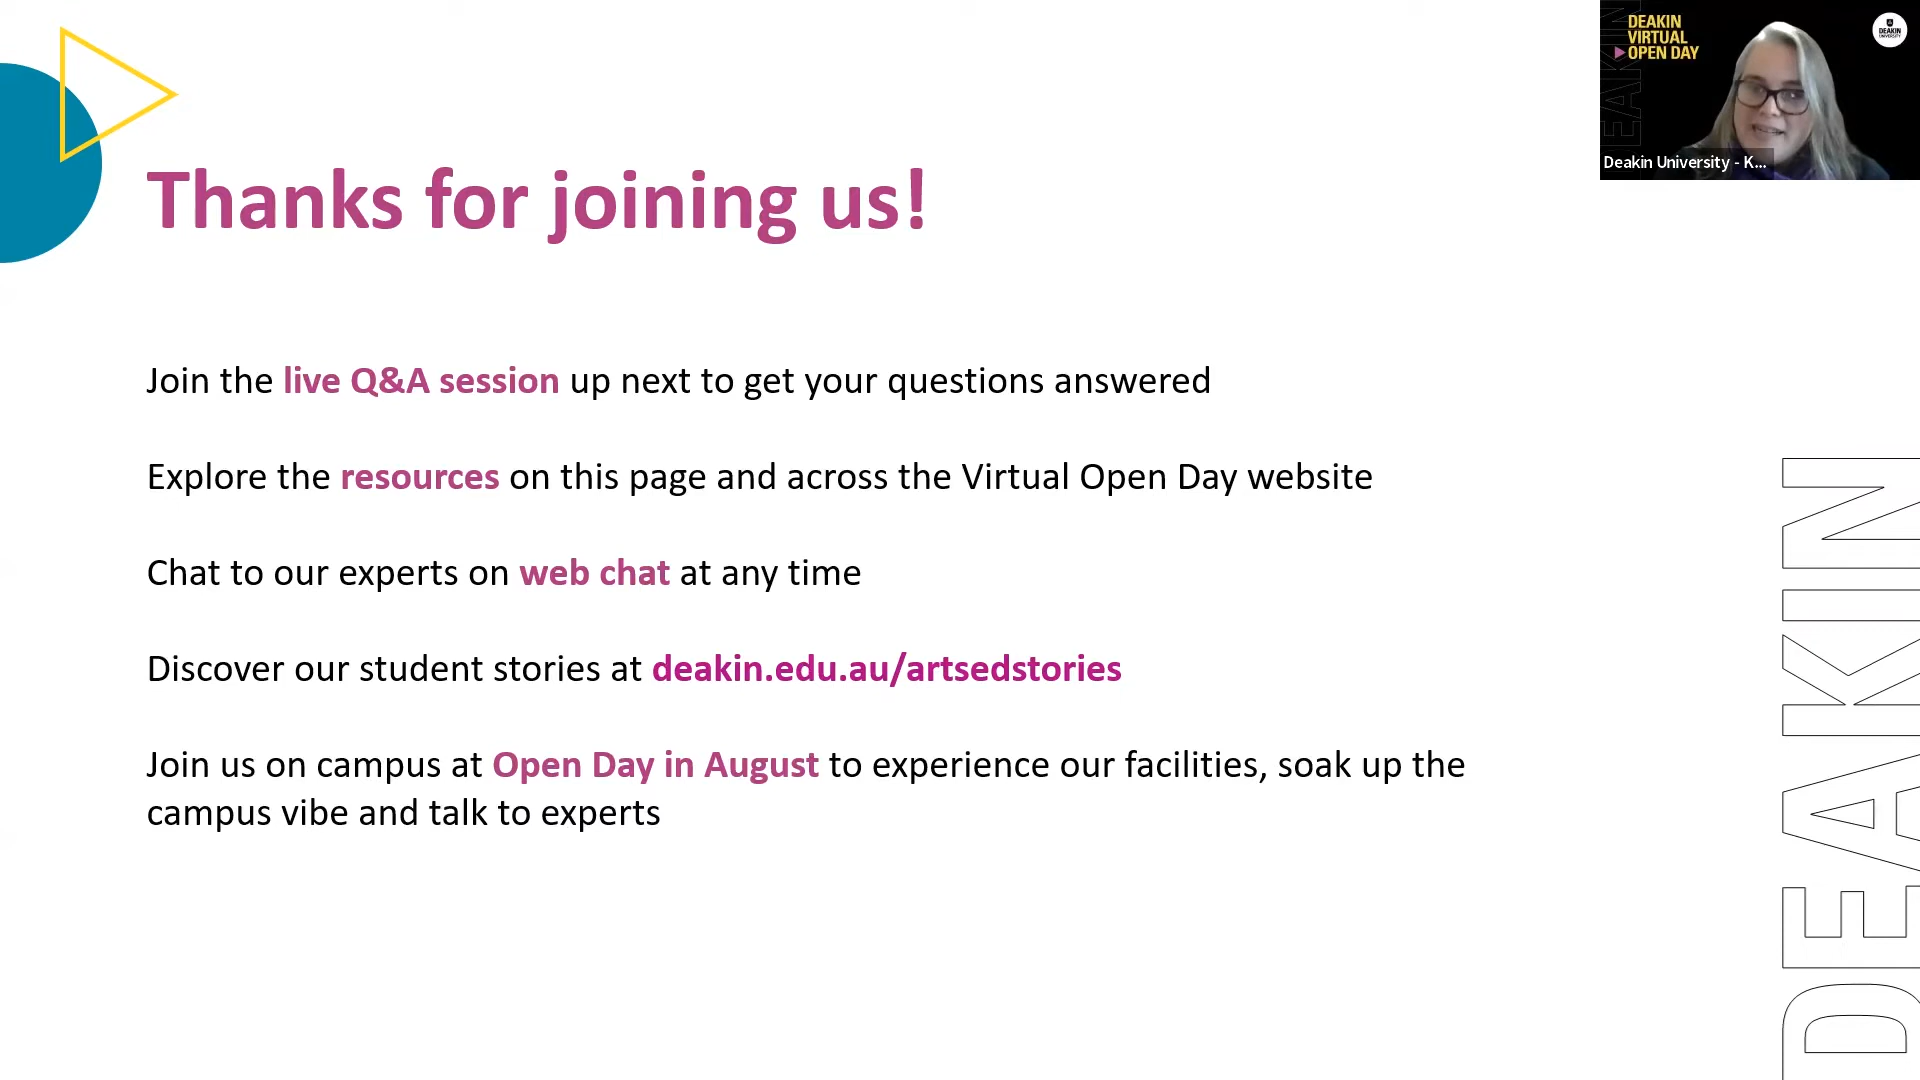 DEAKIN
VIRTUAL
OPEN DAY
DEAKIN
UNIVERSITY
Deakin University - K...
Thanks for joining us!
Join the live Q&A session up next to get your questions answered
Explore the resources on this page and across the Virtual Open Day website
Chat to our experts on web chat at any time
Discover our student stories at deakin.edu.au/artsedstories
Join us on campus at Open Day in August to experience our facilities, soak up the
campus vibe and talk to experts
DEAKIN